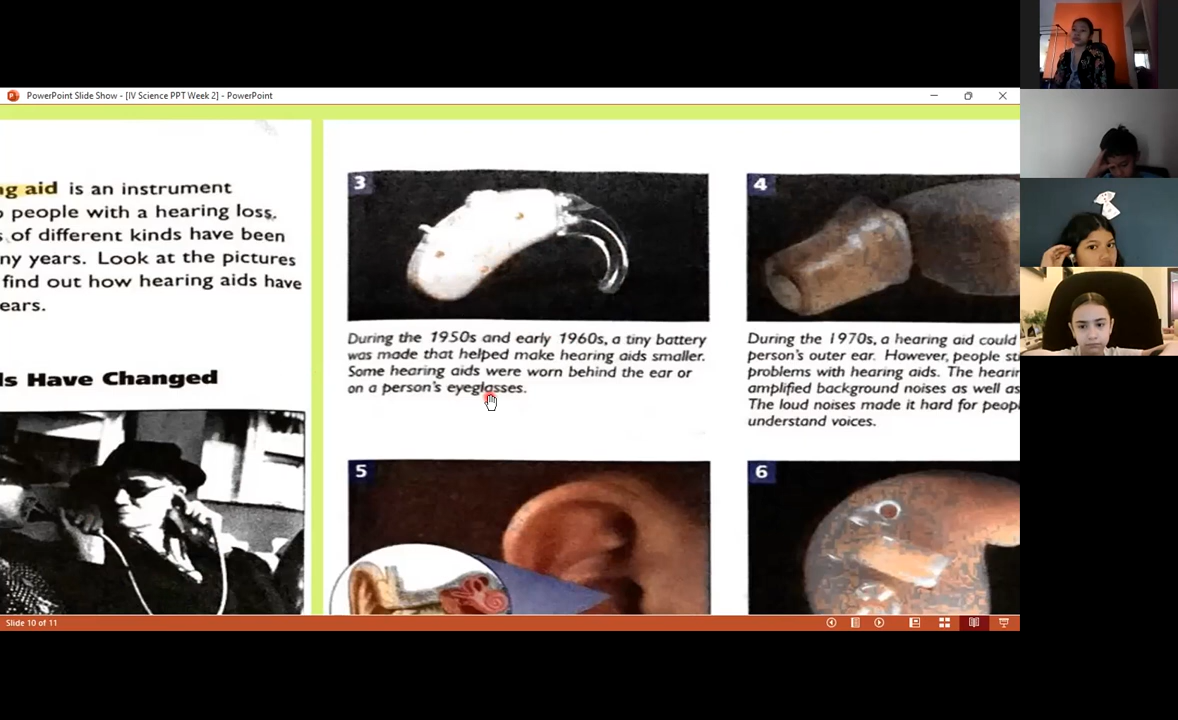 PowerPoint Slide Show - [IV Science PPT Week 2] - PowerPoint
ng aid is an instrument
people with a hearing loss.
of different kinds have been
ny years. Look at the pictures
find out how hearing aids have
ears.
ls Have Changed
3
During the 1950s and early 1960s, a tiny battery
was made that helped make hearing aids smaller.
Some hearing aids were worn behind the ear or
on a person's eyeglasses.
4
During the 1970s, a hearing aid could
person's outer ear. However, people sti
problems with hearing aids. The hearin
amplified background noises as well as
The loud noises made it hard for peop
understand voices.
5
6
Slide 10 of 11